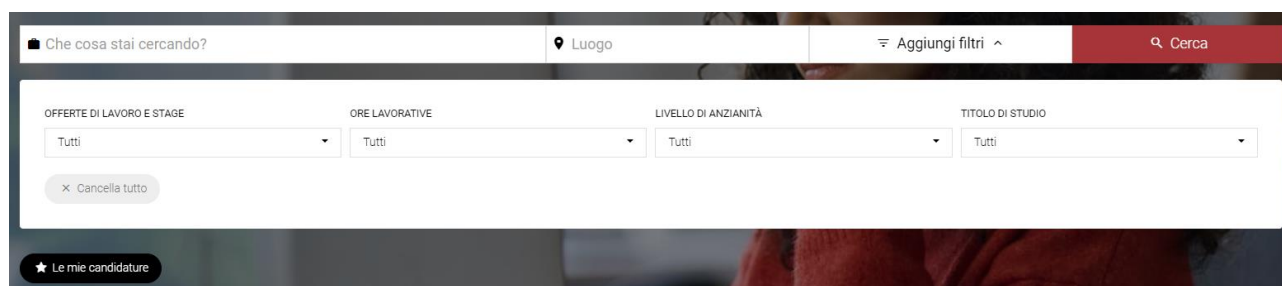 Che cosa stai cercando?
Luogo
Aggiungi filtri
Cerca
OFFERTE DI LAVORO E STAGE
ORE LAVORATIVE
LIVELLO DI ANZIANITÀ
TITOLO DI STUDIO
Tutti
Tutti
Tutti
Tutti
× Cancella tutto
Le mie candidature